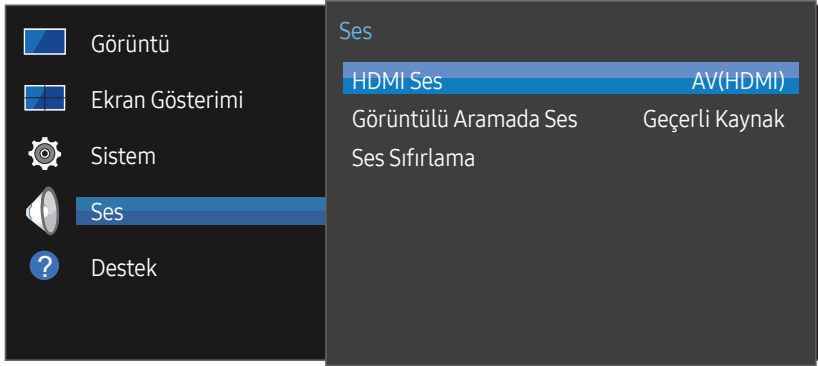 Görüntü
Ekran Gösterimi
Sistem
Ses
Destek
Ses
HDMI Ses AV(HDMI)
Görüntülü Aramada Ses Geçerli Kaynak
Ses Sıfırlama